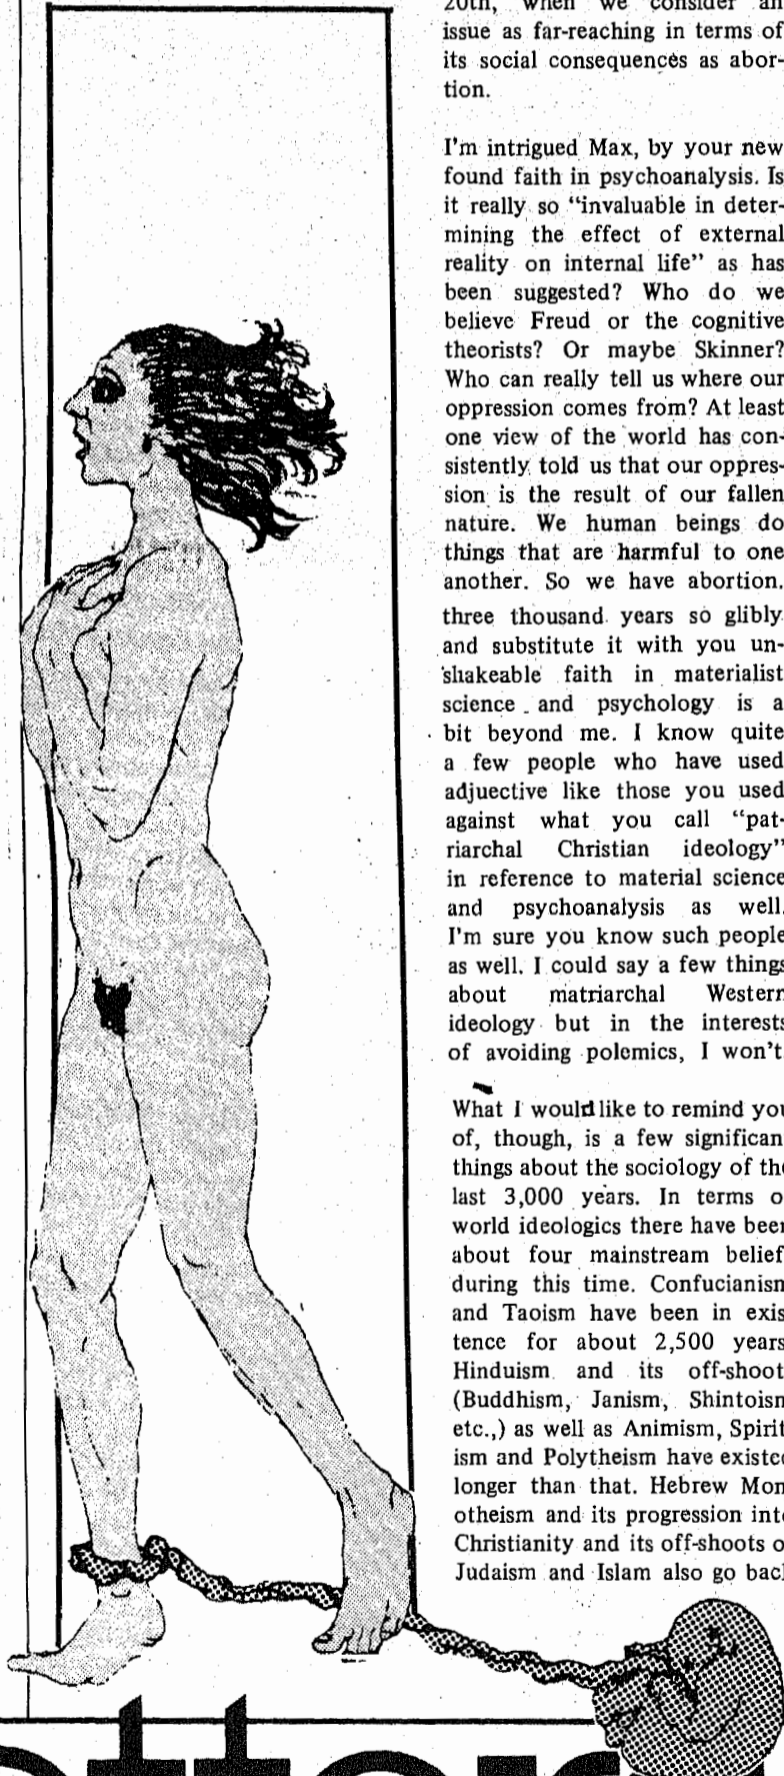 20th, when we consider an
issue as far-reaching in terms of
its social consequences as abor-
tion.
I'm intrigued Max, by your new
found faith in psychoanalysis. Is
it really so “invaluable in deter-
mining the effect of external
reality on internal life” as has
been suggested? Who do we
believe Freud or the cognitive
theorists? Or maybe Skinner?
Who can really tell us where our
oppression comes from? At least
one view of the world has con-
sistently told us that our oppres-
sion is the result of our fallen
nature. We human beings do
things that are harmful to one
another. So we have abortion.
three thousand years so glibly
and substitute it with you un-
shakeable faith in materialist
science and psychology is a
bit beyond me. I know quite
a few people who have used
adjuective like those you used
against what you call “pat-
riarchal Christian ideology”
in reference to material science
and psychoanalysis as well.
I'm sure you know such people
as well. I could say a few things
about matriarchal Western
ideology but in the interests
of avoiding polemics, I won't
What I would like to remind you
of, though, is a few significan
things about the sociology of the
last 3,000 years. In terms o
world ideologics there have been
about four mainstream belief
during this time. Confucianism
and Taoism have been in exis
tence for about 2,500 years
Hinduism and its off-shoot
(Buddhism, Janism, Shintoism
etc.,) as well as Animism, Spirit
ism and Polytheism have existed
longer than that. Hebrew Mon
otheism and its progression into
Christianity and its off-shoots o
Judaism and Islam also go back